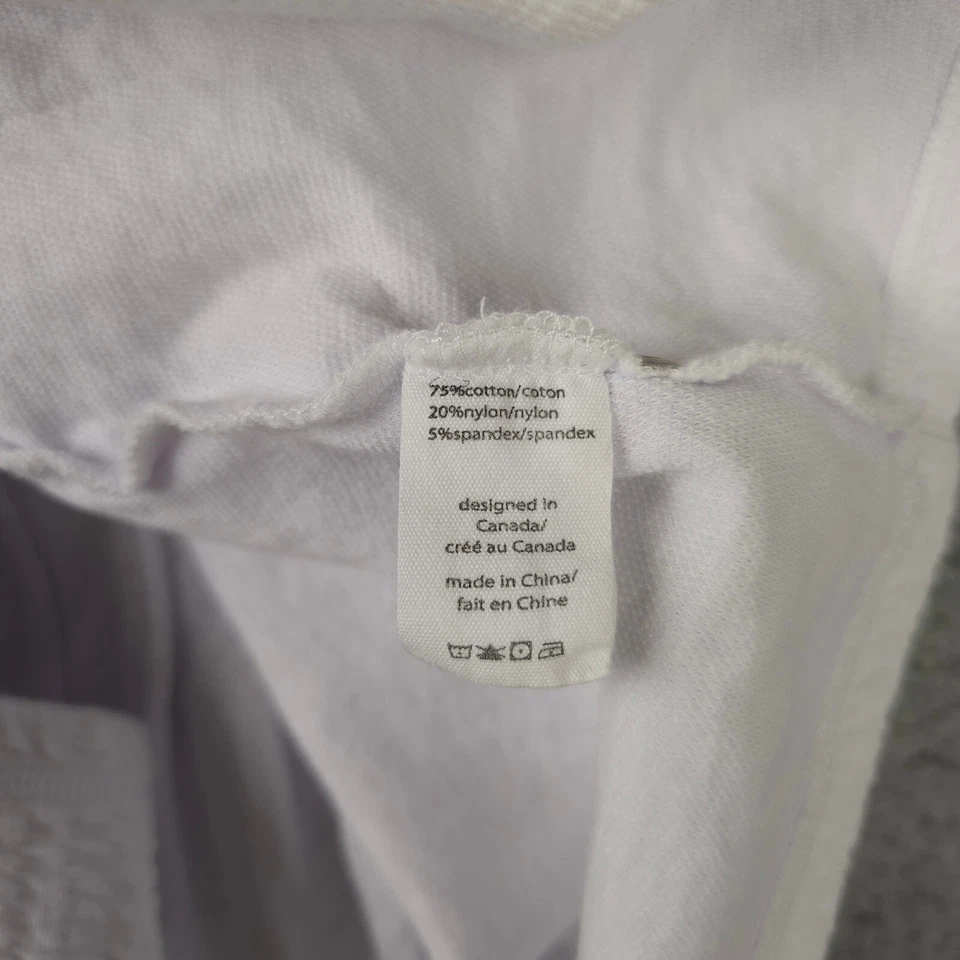 75%cotton/coton
20%nylon/nylon
5%spandex/spandex
designed in
Canada/
créé au Canada
made in China/
fait en Chine